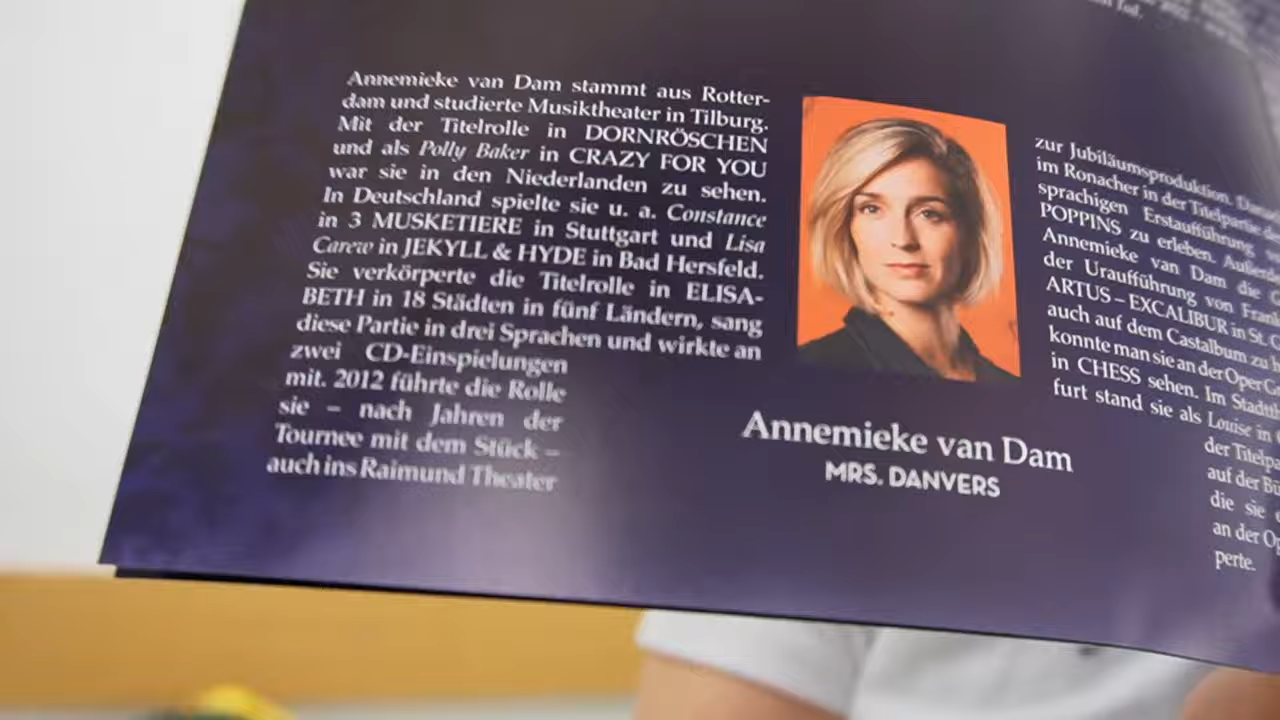 Tod.
Annemieke van Dam stammt aus Rotter-
dam und studierte Musiktheater in Tilburg.
Mit der Titelrolle in DORNRÖSCHEN
und als Polly Baker in CRAZY FOR YOU
war sie in den Niederlanden zu sehen.
In Deutschland spielte sie u. a. Constance
in 3 MUSKETIERE in Stuttgart und Lisa
Carew in JEKYLL & HYDE in Bad Hersfeld.
Sie verkörperte die Titelrolle in ELISA-
BETH in 18 Städten in fünf Ländern, sang
diese Partie in drei Sprachen und wirkte an
zwei CD-Einspielungen
mit. 2012 führte die Rolle
sie – nach Jahren der
Tournee mit dem Stück –
auch ins Raimund Theater
Annemieke van Dam
MRS. DANVERS
zur Jubiläumsproduktion.
im Ronacher in der Titelpartie
sprachigen Erstaufführung
POPPINS zu erleben.
Annemieke van Dam die
der Uraufführung von
ARTUS – EXCALIBUR in St.
auch auf dem Castalbum zu
konnte man sie an der Oper
in CHESS sehen. Im
furt stand sie als Louise in
der
auf der
die sie
an der
perte.